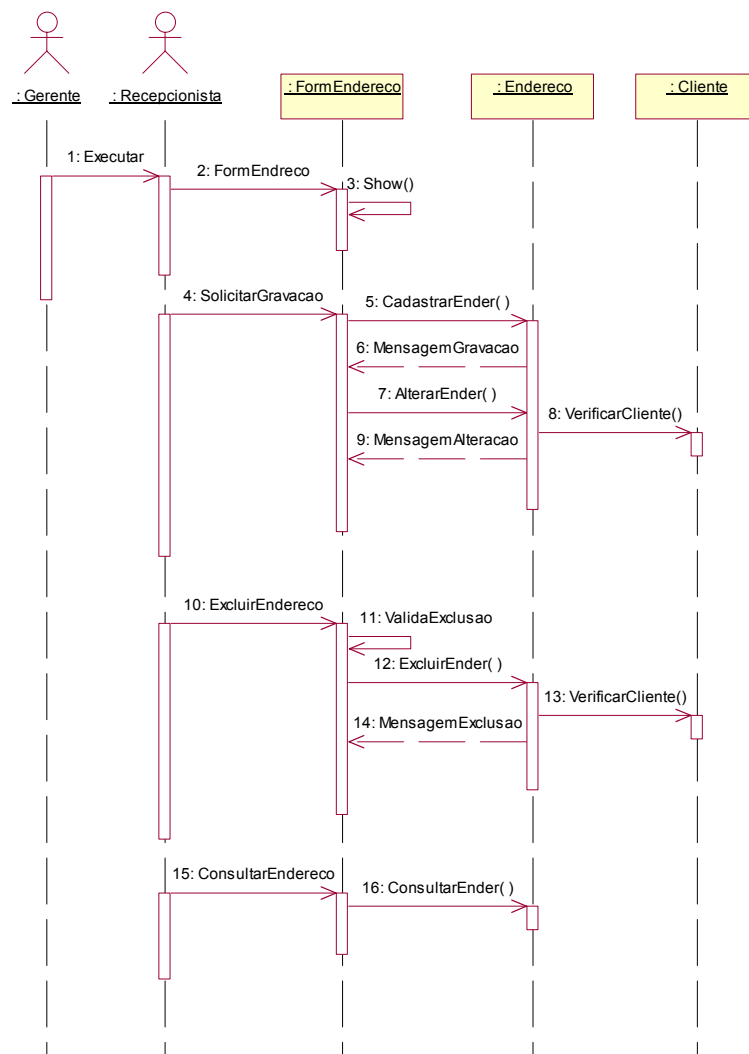 : Gerente
: Recepcionista
: FormEndereco
: Endereco
: Cliente
1: Executar
2: FormEndreco
3: Show()
4: SolicitarGravacao
5: CadastrarEnder( )
6: MensagemGravacao
7: AlterarEnder( )
8: VerificarCliente()
9: MensagemAlteracao
10: ExcluirEndereco
11: ValidaExclusao
12: ExcluirEnder( )
13: VerificarCliente()
14: MensagemExclusao
15: ConsultarEndereco
16: ConsultarEnder( )